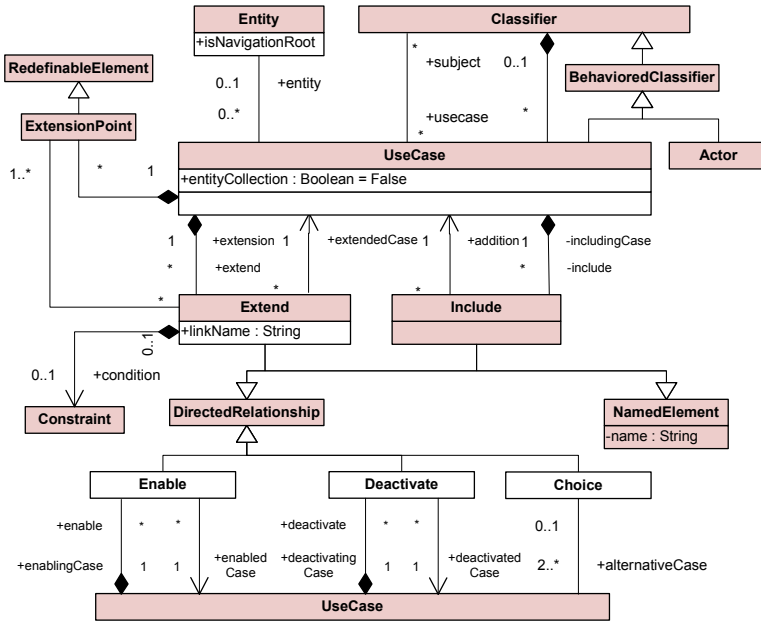 Entity
+isNavigationRoot
Classifier
RedefinableElement
ExtensionPoint
BehavioredClassifier
Actor
0..1
+entity
0..*
*
+subject
0..1
+usecase
*
*
UseCase
+entityCollection : Boolean = False
1..*
*
1
1
+extension
1
+extendedCase
1
+addition
1
-includingCase
*
+extend
*
-include
*
*
*
Extend
+linkName : String
Include
0..1
0..1
+condition
Constraint
DirectedRelationship
NamedElement
-name : String
Enable
Deactivate
Choice
+enable
*
*
+deactivate
*
*
0..1
+enablingCase
1
1
+enabled
Case
+deactivating
Case
1
1
+deactivated
Case
2..*
+alternativeCase
UseCase